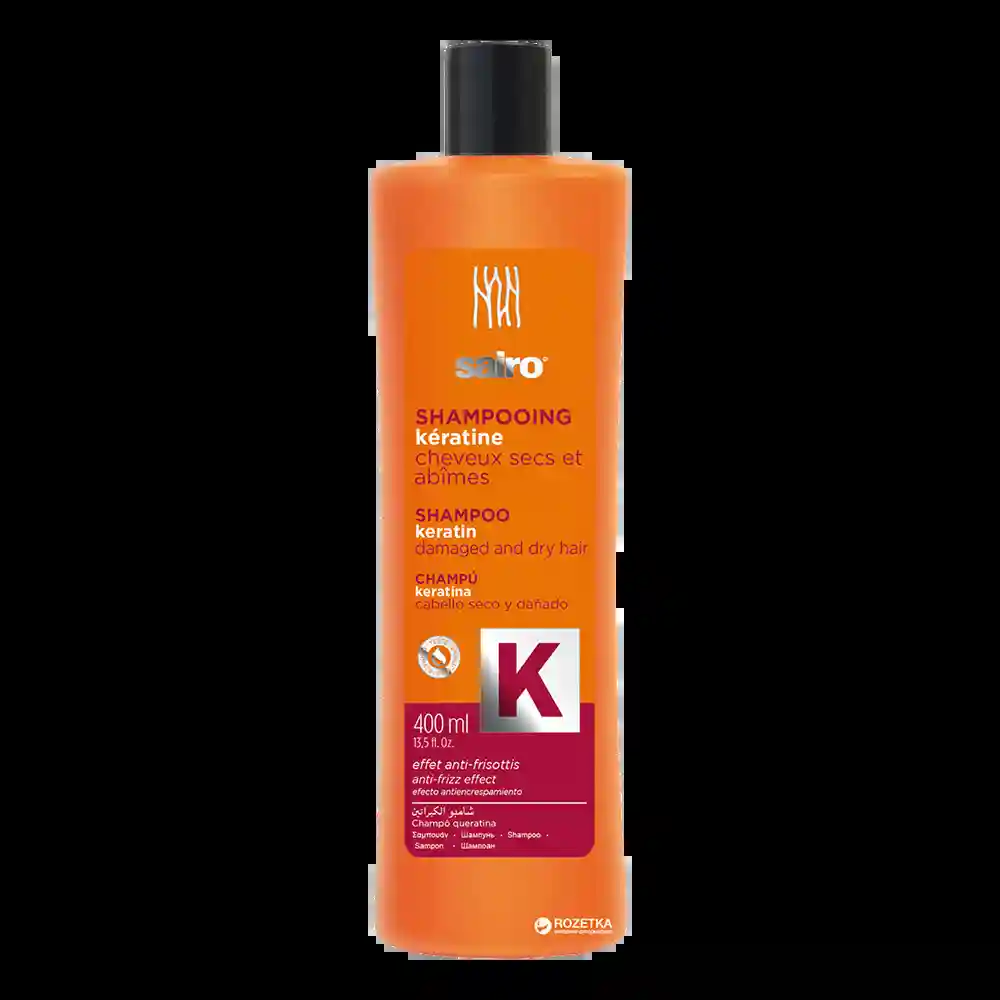 sairo®
SHAMPOOING
kératine
cheveux secs et
abîmes
SHAMPOO
keratin
damaged and dry hair
CHAMPÚ
keratina
cabello seco y dañado
K
400 ml
13,5 fl. Oz.
effet anti-frisottis
anti-frizz effect
efecto antiencrespamiento
شامبو الكيراتين
Champó queratina
Σαμπουάν · Шампунь · Shampoo ·
Sampon · Шампоан
ROZETKA